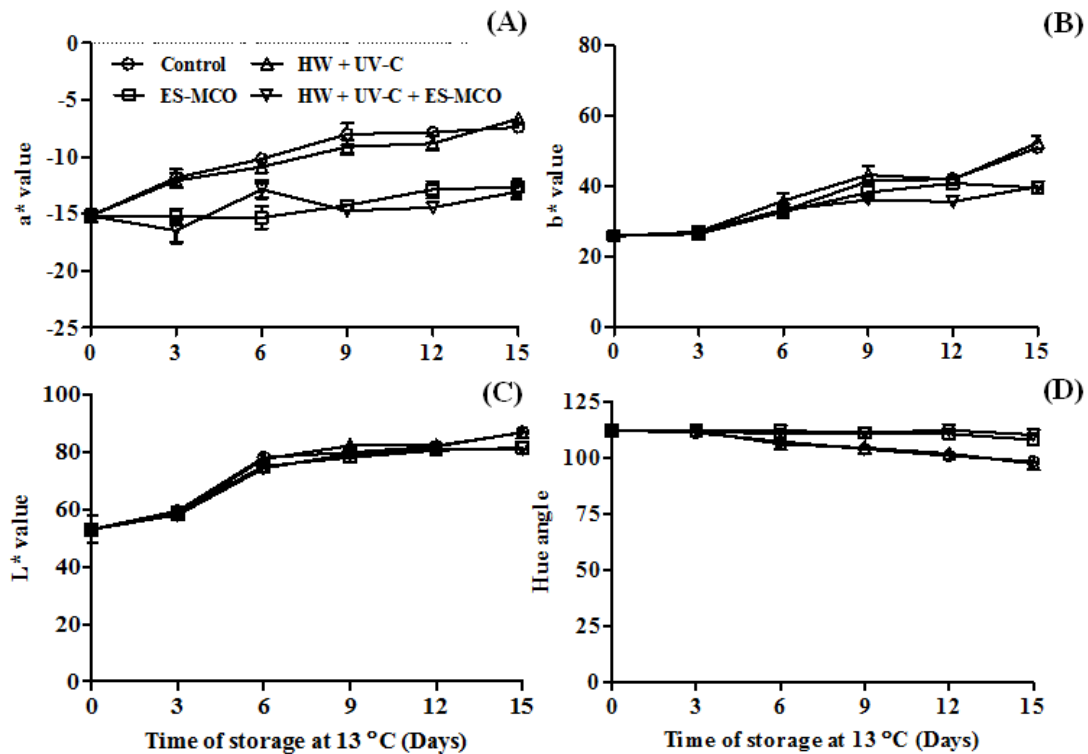 (A)
0
-5
-10
-15
-20
-25
a* value
Control
HW + UV-C
ES-MCO
HW + UV-C + ES-MCO
0 3 6 9 12 15
(B)
80
60
40
20
0
b* value
0 3 6 9 12 15
(C)
100
80
60
40
20
0
L* value
0 3 6 9 12 15
Time of storage at 13 °C (Days)
(D)
125
100
75
50
25
0
Hue angle
0 3 6 9 12 15
Time of storage at 13 °C (Days)